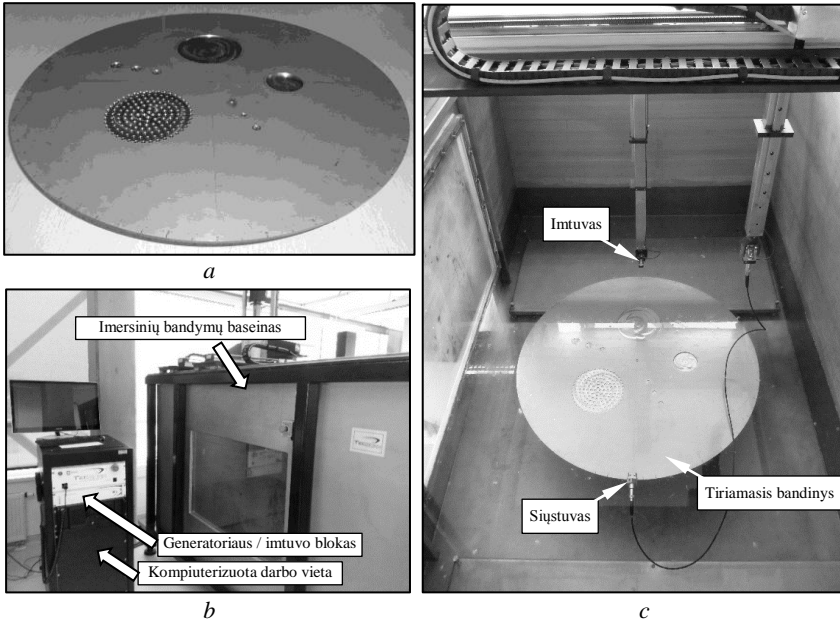 a
Imersinių bandymų baseinas
Generatoriaus / imtuvo blokas
Kompiuterizuota darbo vieta
b
Imtuvas
Siųstuvas
Tiriamasis bandinys
c